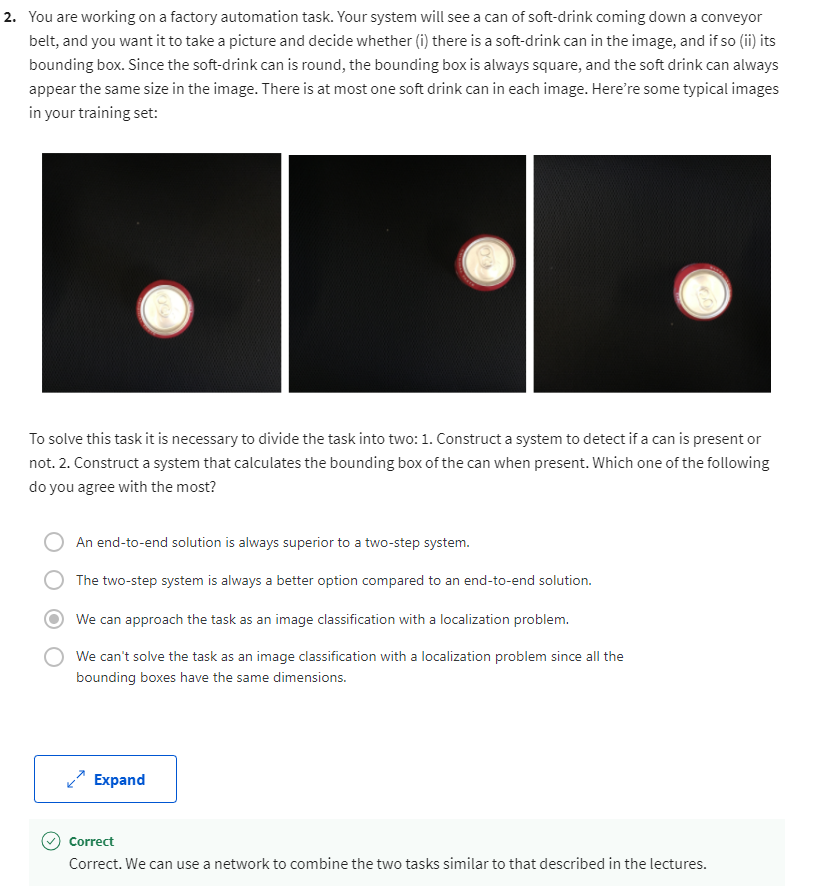 2. You are working on a factory automation task. Your system will see a can of soft-drink coming down a conveyor
belt, and you want it to take a picture and decide whether (i) there is a soft-drink can in the image, and if so (ii) its
bounding box. Since the soft-drink can is round, the bounding box is always square, and the soft drink can always
appear the same size in the image. There is at most one soft drink can in each image. Here're some typical images
in your training set:
To solve this task it is necessary to divide the task into two: 1. Construct a system to detect if a can is present or
not. 2. Construct a system that calculates the bounding box of the can when present. Which one of the following
do you agree with the most?
An end-to-end solution is always superior to a two-step system.
The two-step system is always a better option compared to an end-to-end solution.
We can approach the task as an image classification with a localization problem.
We can't solve the task as an image classification with a localization problem since all the
bounding boxes have the same dimensions.
Expand
Correct
Correct. We can use a network to combine the two tasks similar to that described in the lectures.